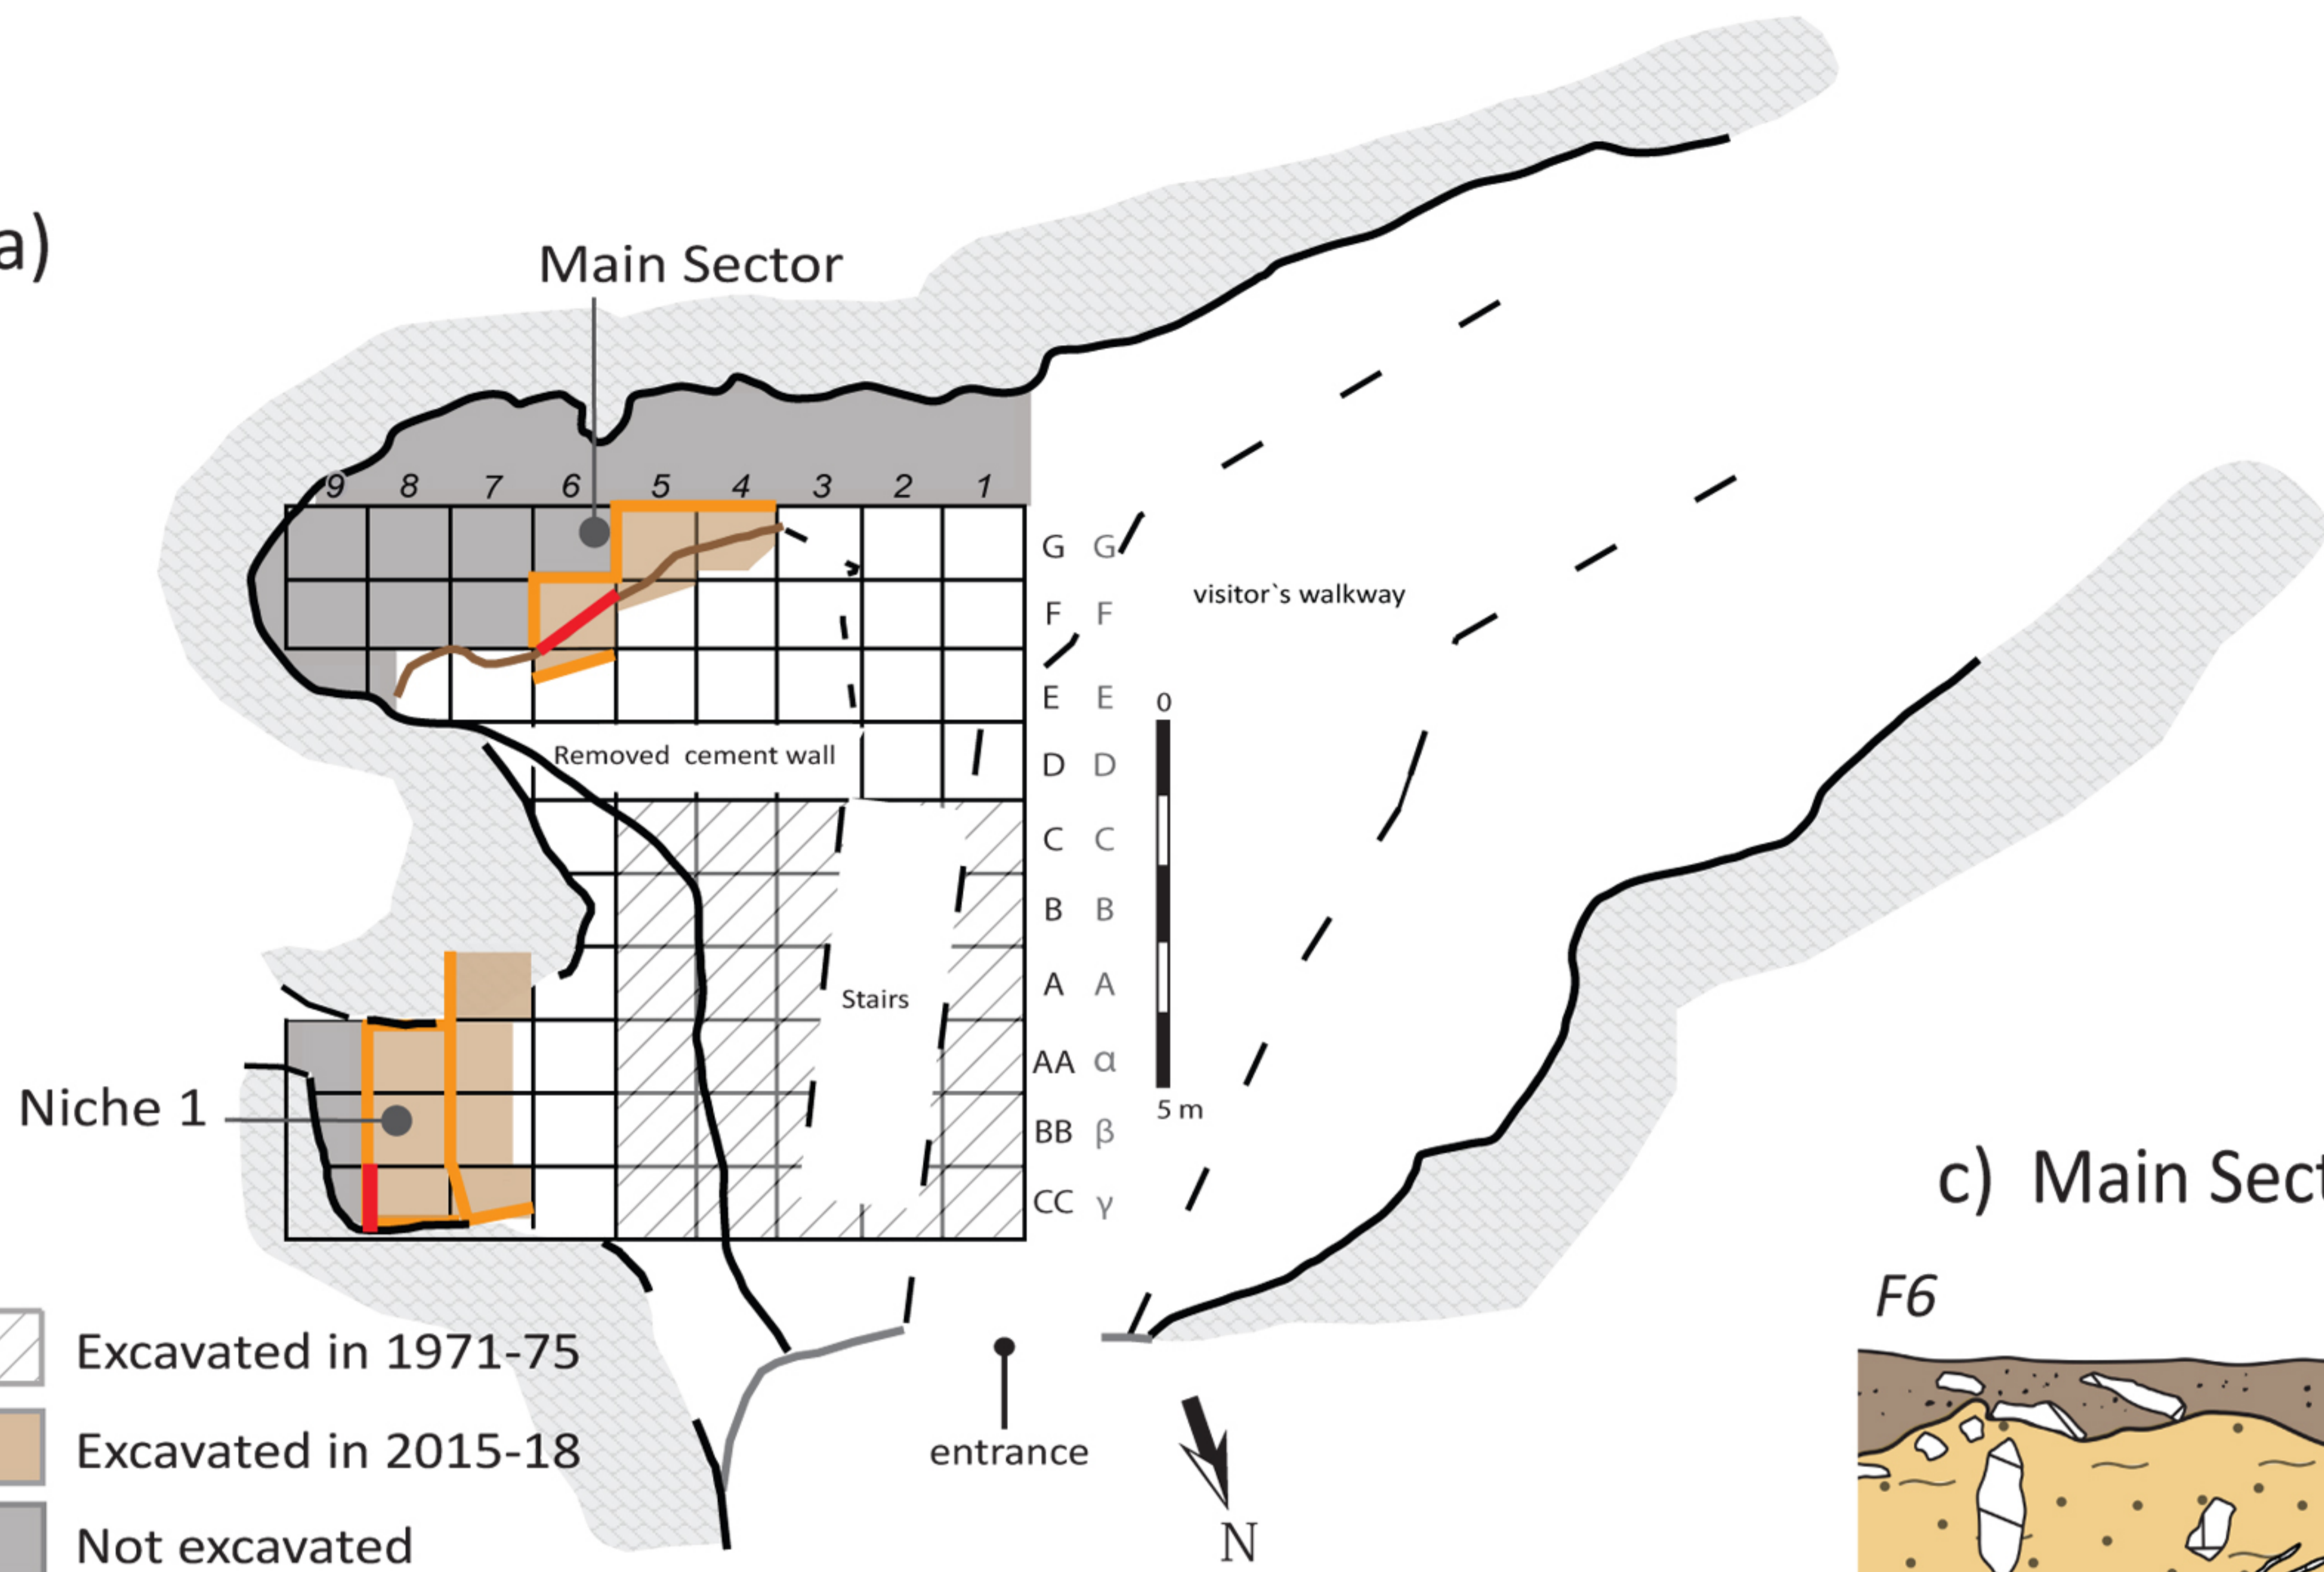 a)
Main Sector
9 8 7 6 5 4 3 2 1
G G
visitor`s walkway
F F
E E
0
Removed cement wall
D D
C C
B B
A A
Stairs
AA α
Niche 1
5 m
BB β
c) Main Sect
CC γ
F6
Excavated in 1971-75
Excavated in 2015-18
entrance
N
Not excavated